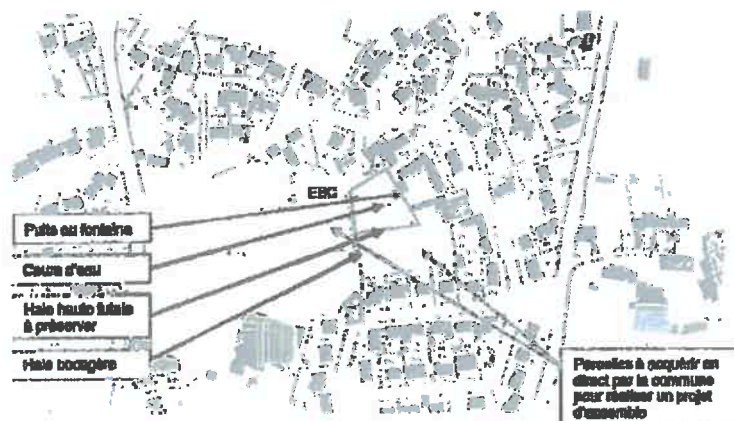 EBC
Puits ou fontaine
Cours d'eau
Haie haute futaie
à préserver
Haie bocagère
Parcelles à acquérir en
direct par la commune
pour réaliser un projet
d'ensemble